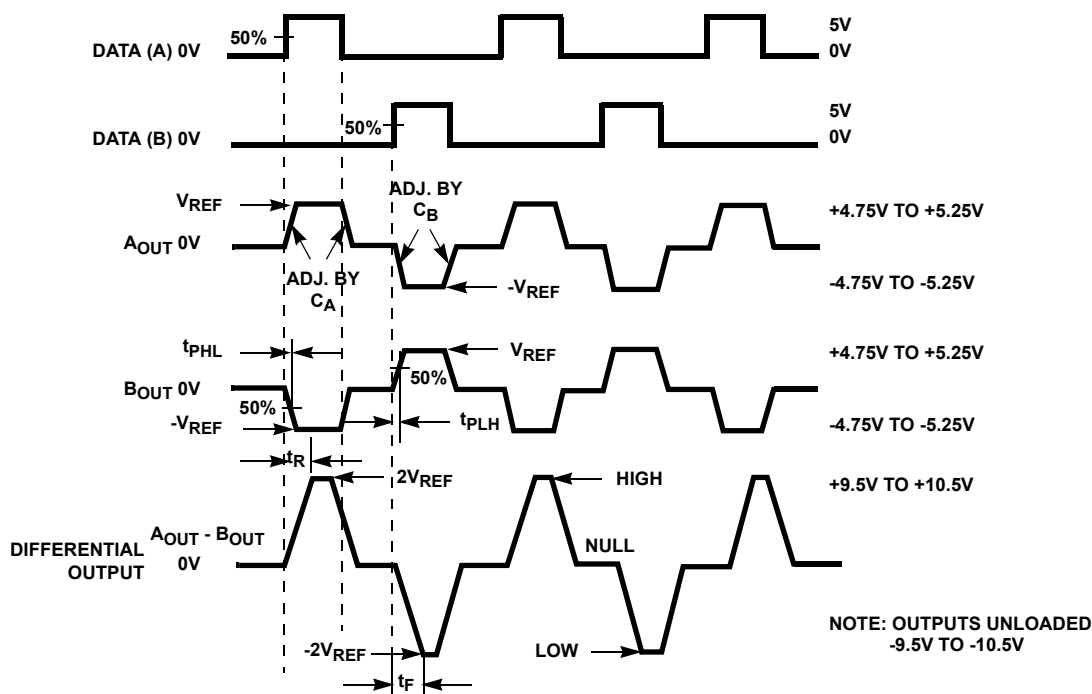 50%
DATA (A) 0V
5V
0V
50%
DATA (B) 0V
5V
0V
VREF
ADJ. BY
CB
+4.75V TO +5.25V
AOUT 0V
ADJ. BY
CA
-VREF
-4.75V TO -5.25V
tPHL
VREF
+4.75V TO +5.25V
BOUT 0V
50%
50%
-VREF
tPLH
-4.75V TO -5.25V
tR
2VREF
HIGH
+9.5V TO +10.5V
AOUT - BOUT
DIFFERENTIAL
OUTPUT
0V
NULL
-2VREF
LOW
NOTE: OUTPUTS UNLOADED
-9.5V TO -10.5V
tF